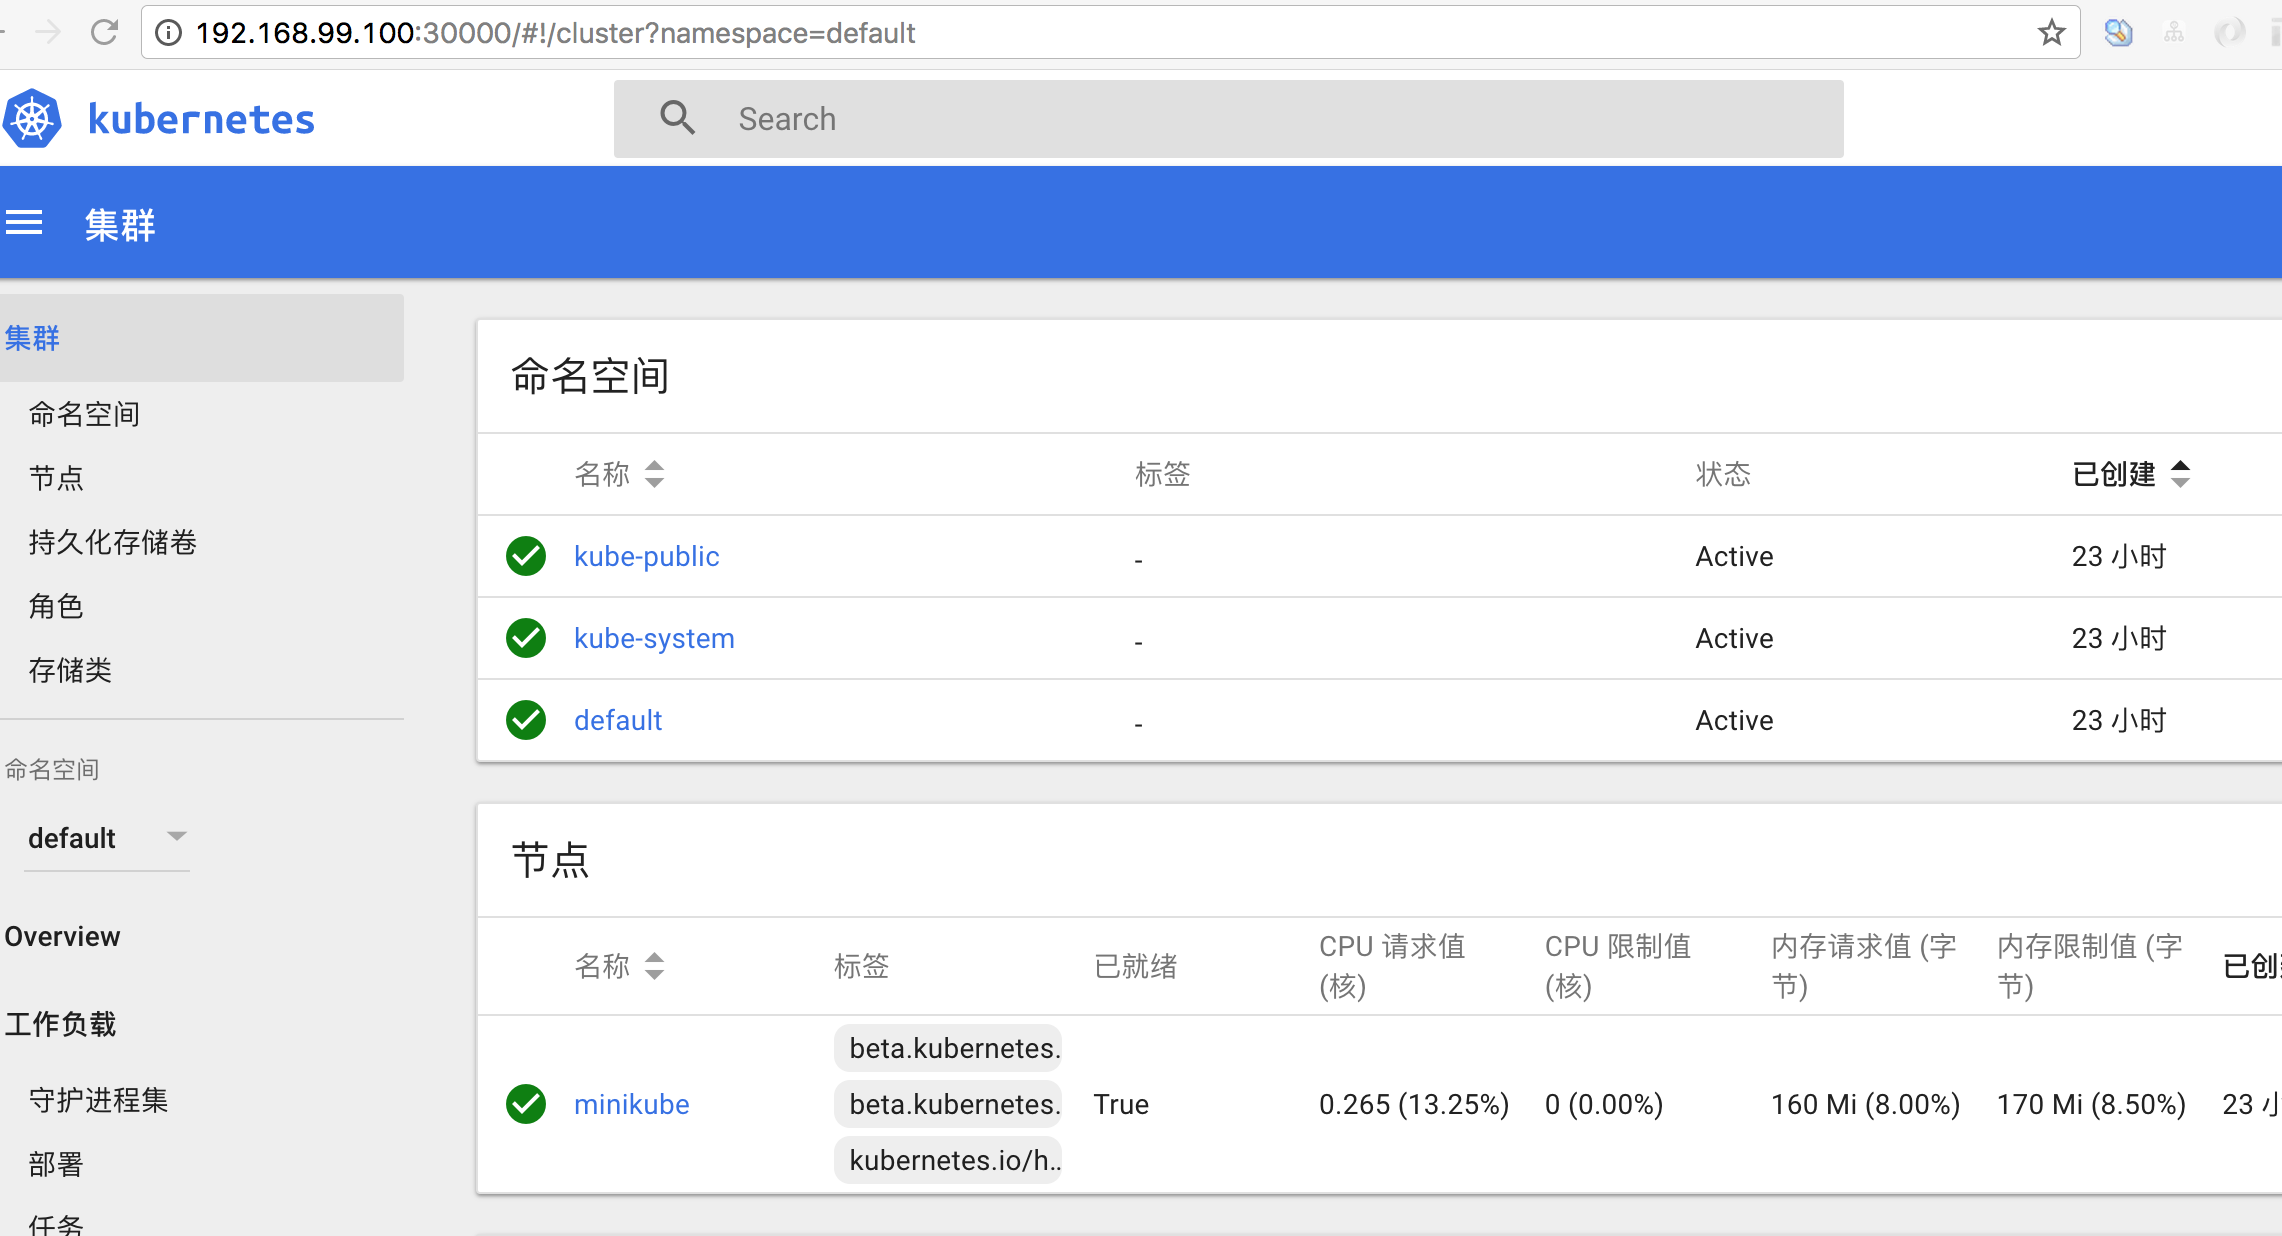 192.168.99.100:30000/#!/cluster?namespace=default
kubernetes
Search
集群
集群
命名空间
节点
持久化存储卷
角色
存储类
命名空间
default
Overview
工作负载
守护进程集
部署
任务
命名空间
名称 标签 状态 已创建
kube-public - Active 23 小时
kube-system - Active 23 小时
default - Active 23 小时
节点
名称 标签 已就绪 CPU 请求值 (核) CPU 限制值 (核) 内存请求值 (字节) 内存限制值 (字节) 已创
beta.kubernetes.
minikube beta.kubernetes. True 0.265 (13.25%) 0 (0.00%) 160 Mi (8.00%) 170 Mi (8.50%) 23
kubernetes.io/h..